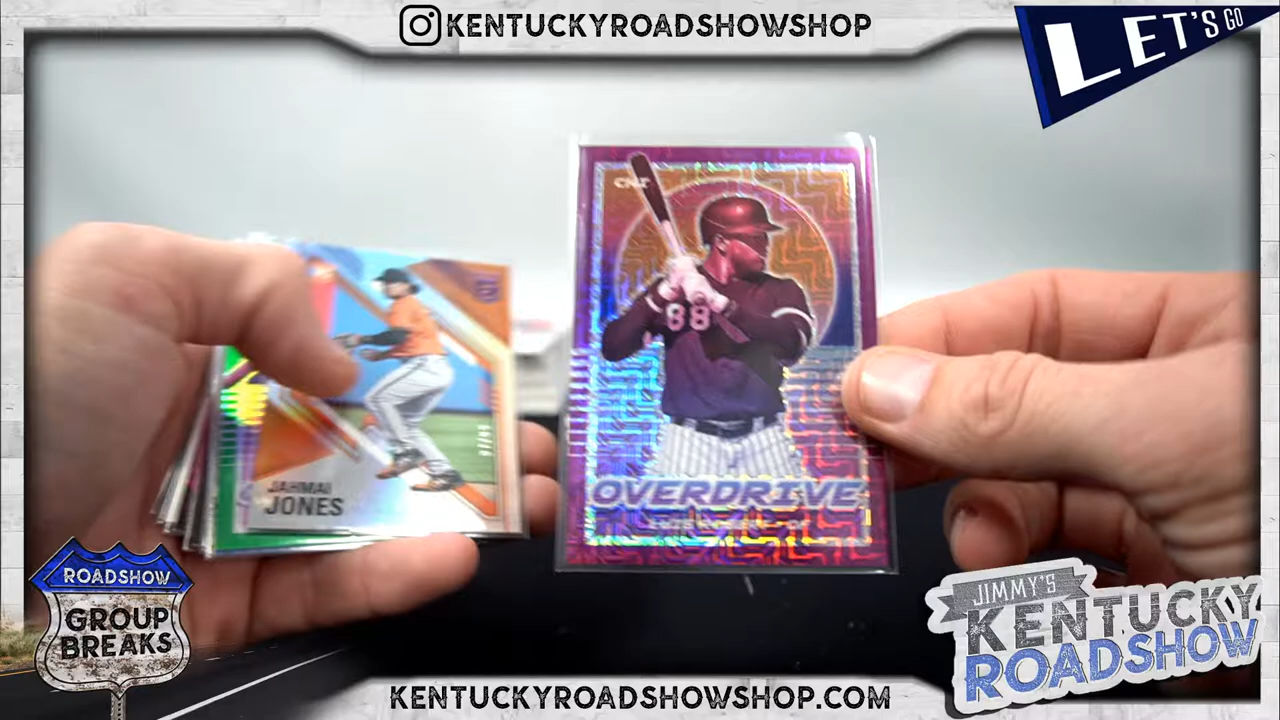 KENTUCKYROADSHOWSHOP
LET'S GO
88
OVERDRIVE
JAHMAI
JONES
ROADSHOW
GROUP
BREAKS
JIMMY'S
KENTUCKY
ROADSHOW
KENTUCKYROADSHOWSHOP.COM